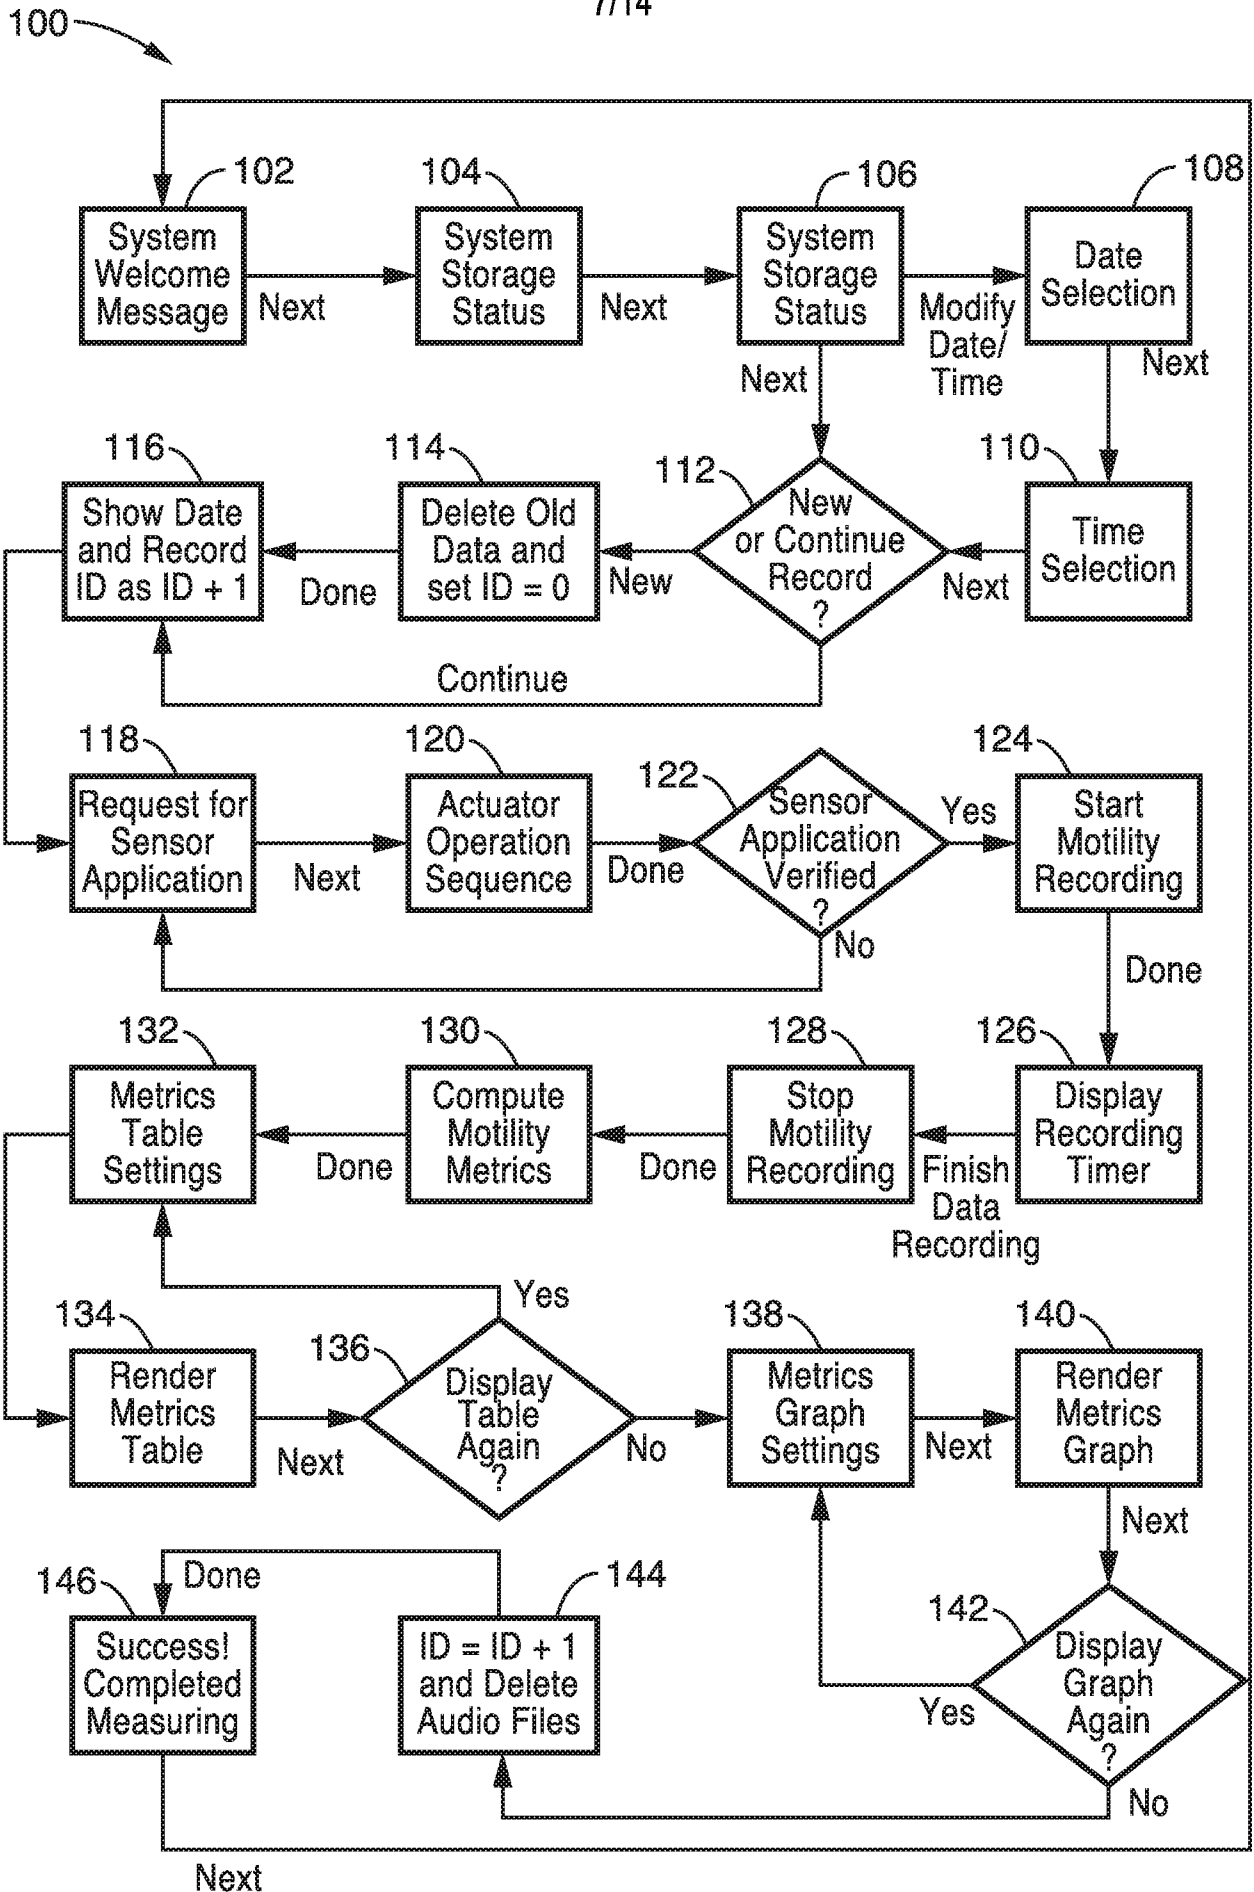 7/14
100
102
104
106
108
System
Welcome
Message
Next
System
Storage
Status
Next
System
Storage
Status
Modify
Date/
Time
Date
Selection
Next
Next
116
114
112
110
Show Date
and Record
ID as ID + 1
Done
Delete Old
Data and
set ID = 0
New
New
or Continue
Record
?
Next
Time
Selection
Continue
118
120
122
124
Request for
Sensor
Application
Next
Actuator
Operation
Sequence
Done
Sensor
Application
Verified
?
Yes
No
Start
Motility
Recording
Done
132
130
128
126
Metrics
Table
Settings
Done
Compute
Motility
Metrics
Done
Stop
Motility
Recording
Finish
Data
Recording
Display
Recording
Timer
Yes
134
136
138
140
Render
Metrics
Table
Next
Display
Table
Again
?
No
Metrics
Graph
Settings
Next
Render
Metrics
Graph
Next
146
Done
144
142
Success!
Completed
Measuring
ID = ID + 1
and Delete
Audio Files
Yes
Display
Graph
Again
?
No
Next